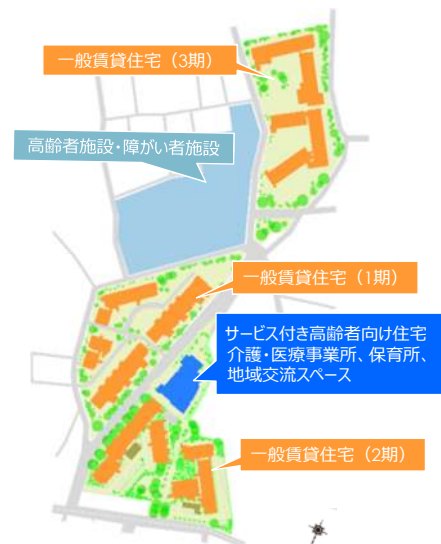 一般賃貸住宅（3期）
高齢者施設・障がい者施設
一般賃貸住宅（1期）
サービス付き高齢者向け住宅
介護・医療事業所、保育所、
地域交流スペース
一般賃貸住宅（2期）